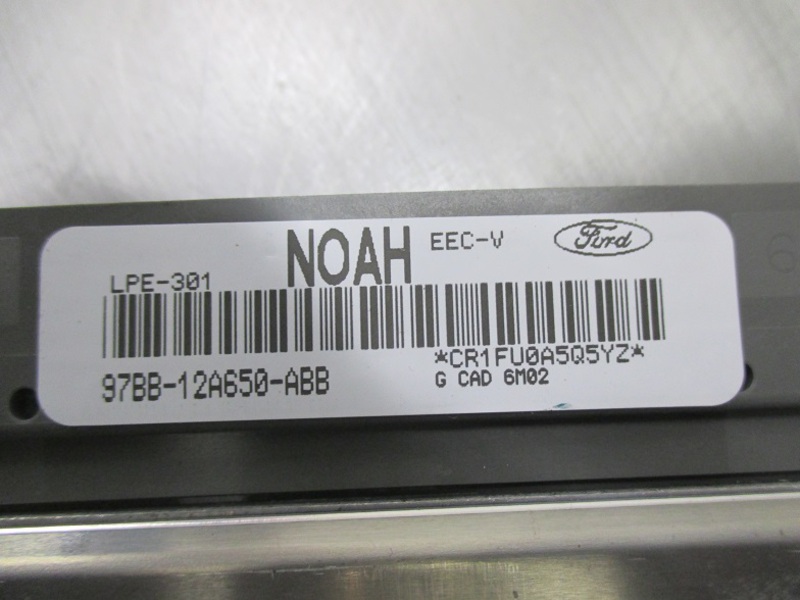 NOAH EEC-V Ford
LPE-301
*CR1FU0A5Q5YZ*
97BB-12A650-ABB
G CAD 6M02